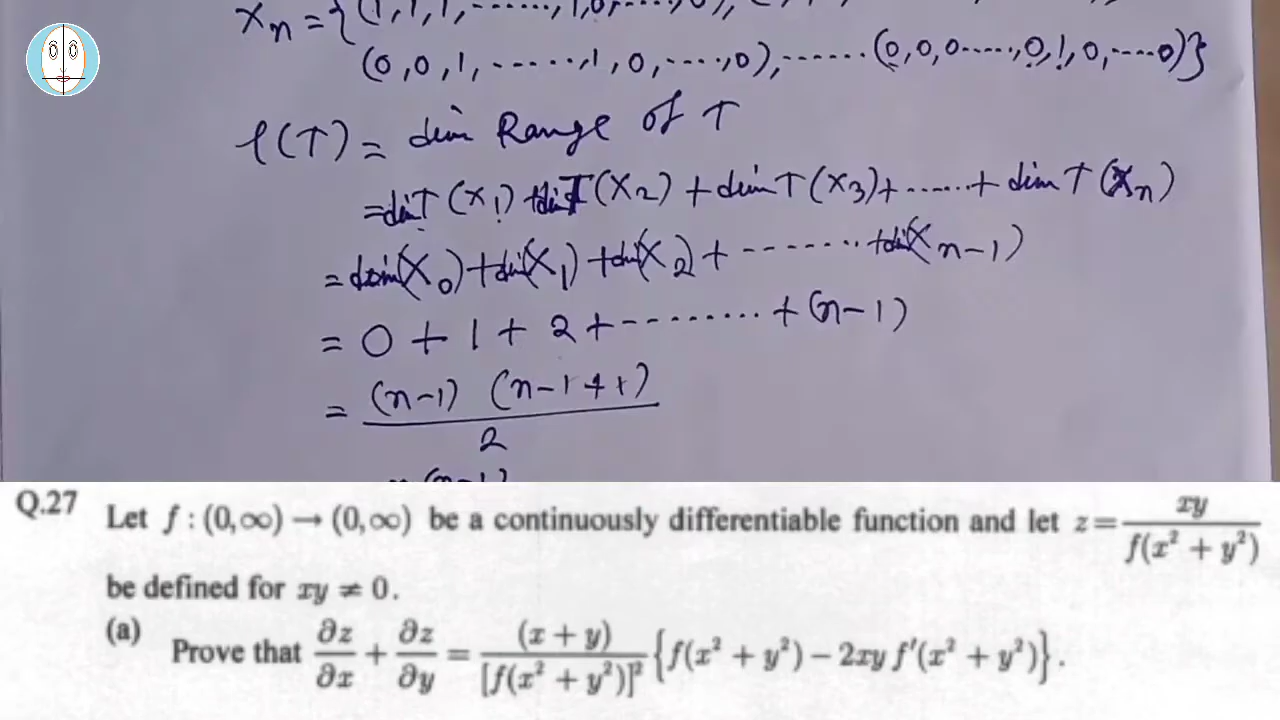 Xn = {(1,1,1,......,1,0,.....,0),
(0,0,1,......,1,0,....,0),......(0,0,0.....,0,1,0,....0)}
ρ(T) = dim Range of T
= dim T(X1) + dim T(X2) + dim T(X3) + ...... + dim T(Xn)
= dim(X0) + dim(X1) + dim(X2) + ........ + dim(Xn-1)
= 0 + 1 + 2 + ......... + (n-1)
= (n-1) (n-1+1) / 2
Q.27 Let f : (0,∞) → (0,∞) be a continuously differentiable function and let z = xy / f(x² + y²)
be defined for xy ≠ 0.
(a) Prove that ∂z/∂x + ∂z/∂y = (x + y) / [f(x² + y²)]² {f(x² + y²) – 2xy f′(x² + y²)}.